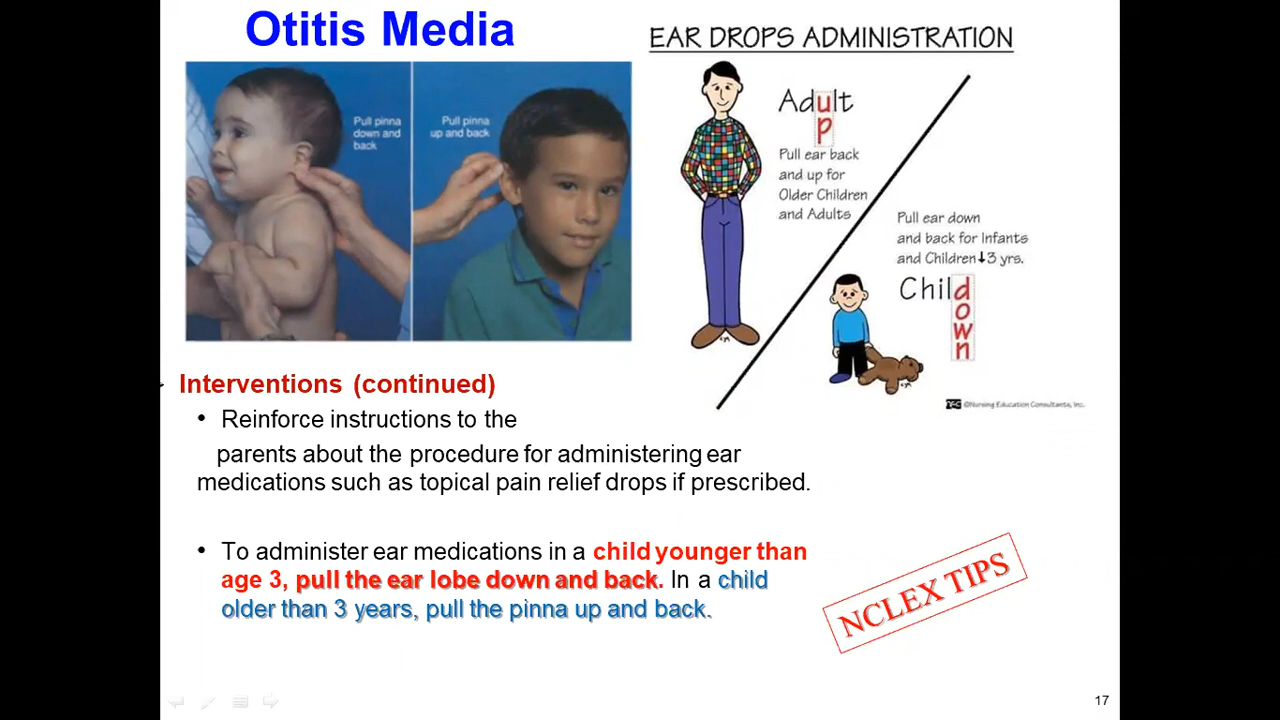 Otitis Media
Pull pinna
down and
back
Pull pinna
up and back
EAR DROPS ADMINISTRATION
Adult
p
Pull ear back
and up for
Older Children
and Adults
Pull ear down
and back for Infants
and Children↓3 yrs.
Child
o
w
n
NEC ©Nursing Education Consultants, Inc.
Interventions (continued)
• Reinforce instructions to the
parents about the procedure for administering ear
medications such as topical pain relief drops if prescribed.
• To administer ear medications in a child younger than
age 3, pull the ear lobe down and back. In a child
older than 3 years, pull the pinna up and back.
NCLEX TIPS
17